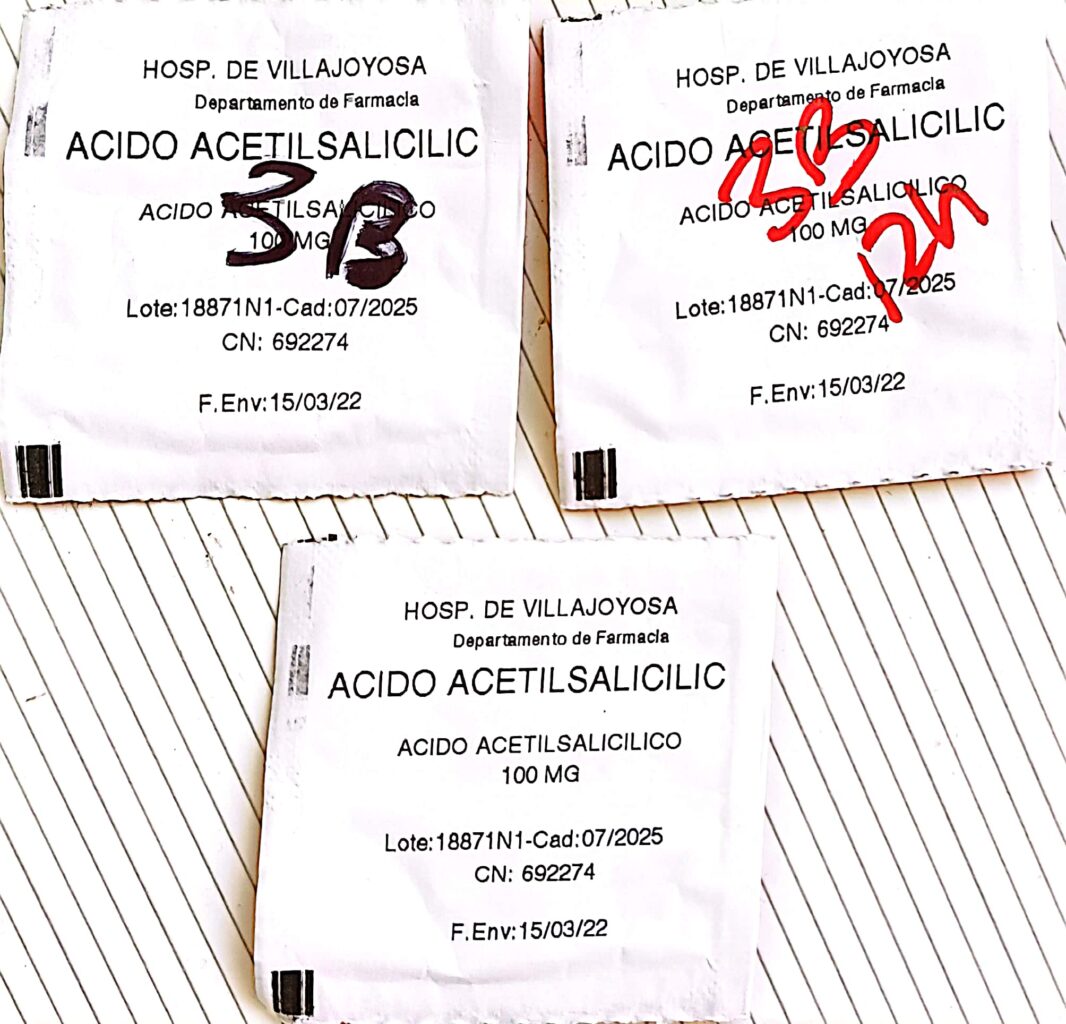 HOSP. DE VILLAJOYOSA
Departamento de Farmacia
ACIDO ACETILSALICILIC
3B
ACIDO ACETILSALICILICO
100 MG
Lote:18871N1-Cad:07/2025
CN: 692274
F.Env:15/03/22
HOSP. DE VILLAJOYOSA
Departamento de Farmacia
ACIDO ACETILSALICILIC
3B
ACIDO ACETILSALICILICO
100 MG
12h
Lote:18871N1-Cad:07/2025
CN: 692274
F.Env:15/03/22
HOSP. DE VILLAJOYOSA
Departamento de Farmacia
ACIDO ACETILSALICILIC
ACIDO ACETILSALICILICO
100 MG
Lote:18871N1-Cad:07/2025
CN: 692274
F.Env:15/03/22